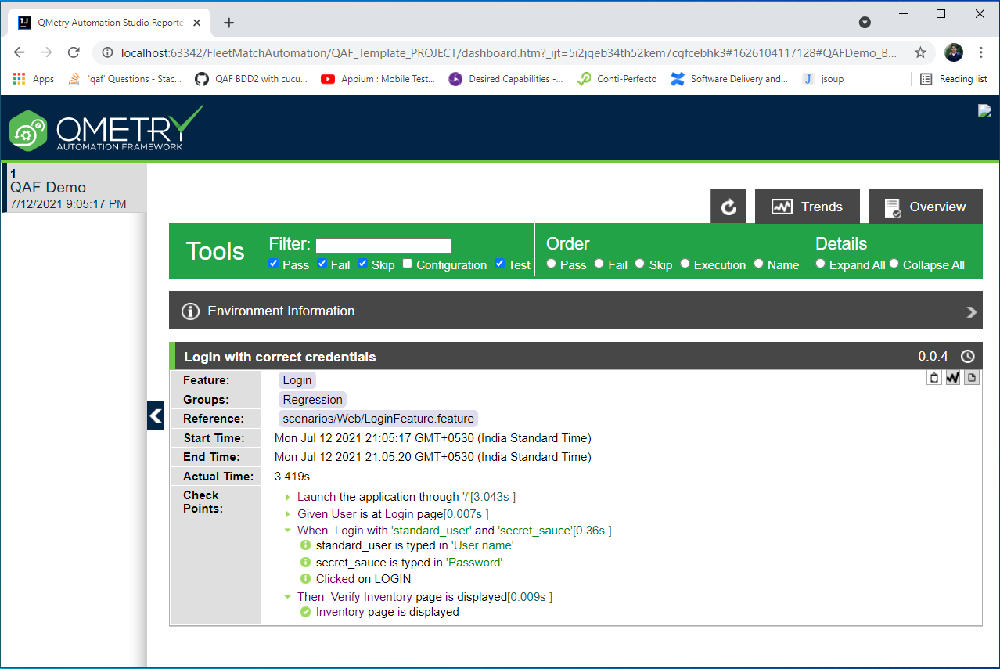 QMetry Automation Studio Reporte
localhost:63342/FleetMatchAutomation/QAF_Template_PROJECT/dashboard.htm?_ijt=5i2jqeb34th52kem7cgfcebhk3#1626104117128#QAFDemo_B...
Apps 'qaf' Questions - Stac... QAF BDD2 with cucu... Appium : Mobile Test... Desired Capabilities -... Conti-Perfecto Software Delivery and... jsoup Reading list
QMETRY
AUTOMATION FRAMEWORK
1
QAF Demo
7/12/2021 9:05:17 PM
Trends Overview
Tools
Filter:
Pass Fail Skip Configuration Test
Order
Pass Fail Skip Execution Name
Details
Expand All Collapse All
Environment Information
Login with correct credentials 0:0:4
Feature: Login
Groups: Regression
Reference: scenarios/Web/LoginFeature.feature
Start Time: Mon Jul 12 2021 21:05:17 GMT+0530 (India Standard Time)
End Time: Mon Jul 12 2021 21:05:20 GMT+0530 (India Standard Time)
Actual Time: 3.419s
Check Points:
Launch the application through '/'[3.043s ]
Given User is at Login page[0.007s ]
When Login with 'standard_user' and 'secret_sauce'[0.36s ]
standard_user is typed in 'User name'
secret_sauce is typed in 'Password'
Clicked on LOGIN
Then Verify Inventory page is displayed[0.009s ]
Inventory page is displayed